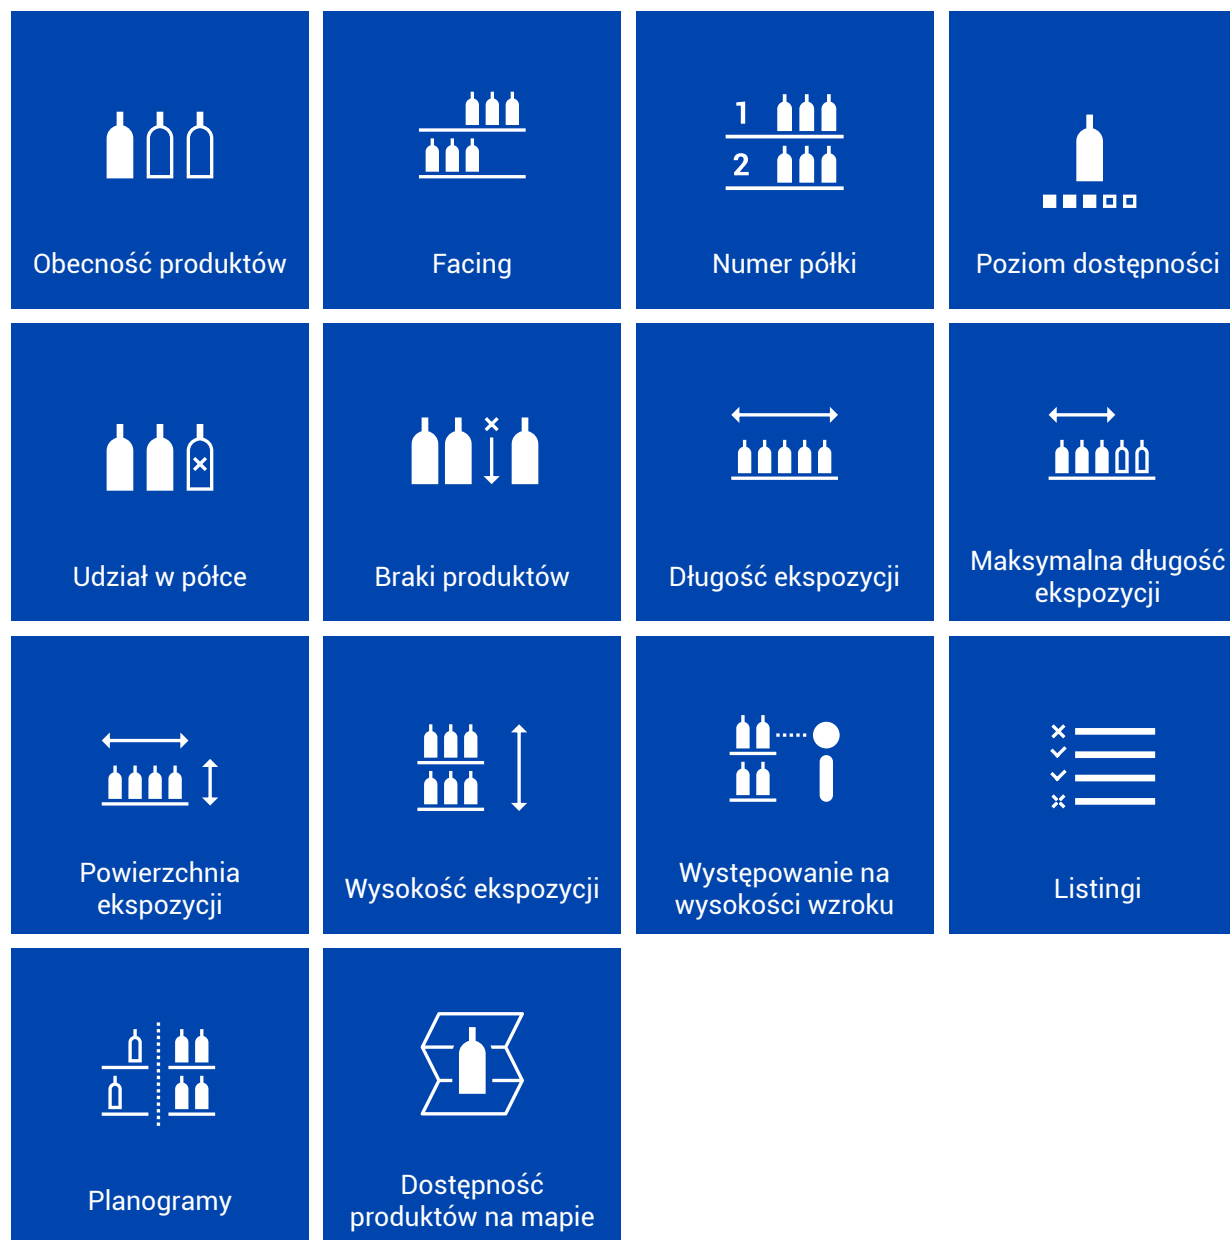 1
2
Obecność produktów
Facing
Numer półki
Poziom dostępności
Udział w półce
Braki produktów
Długość ekspozycji
Maksymalna długość
ekspozycji
Powierzchnia
ekspozycji
Wysokość ekspozycji
Występowanie na
wysokości wzroku
Listingi
Planogramy
Dostępność
produktów na mapie